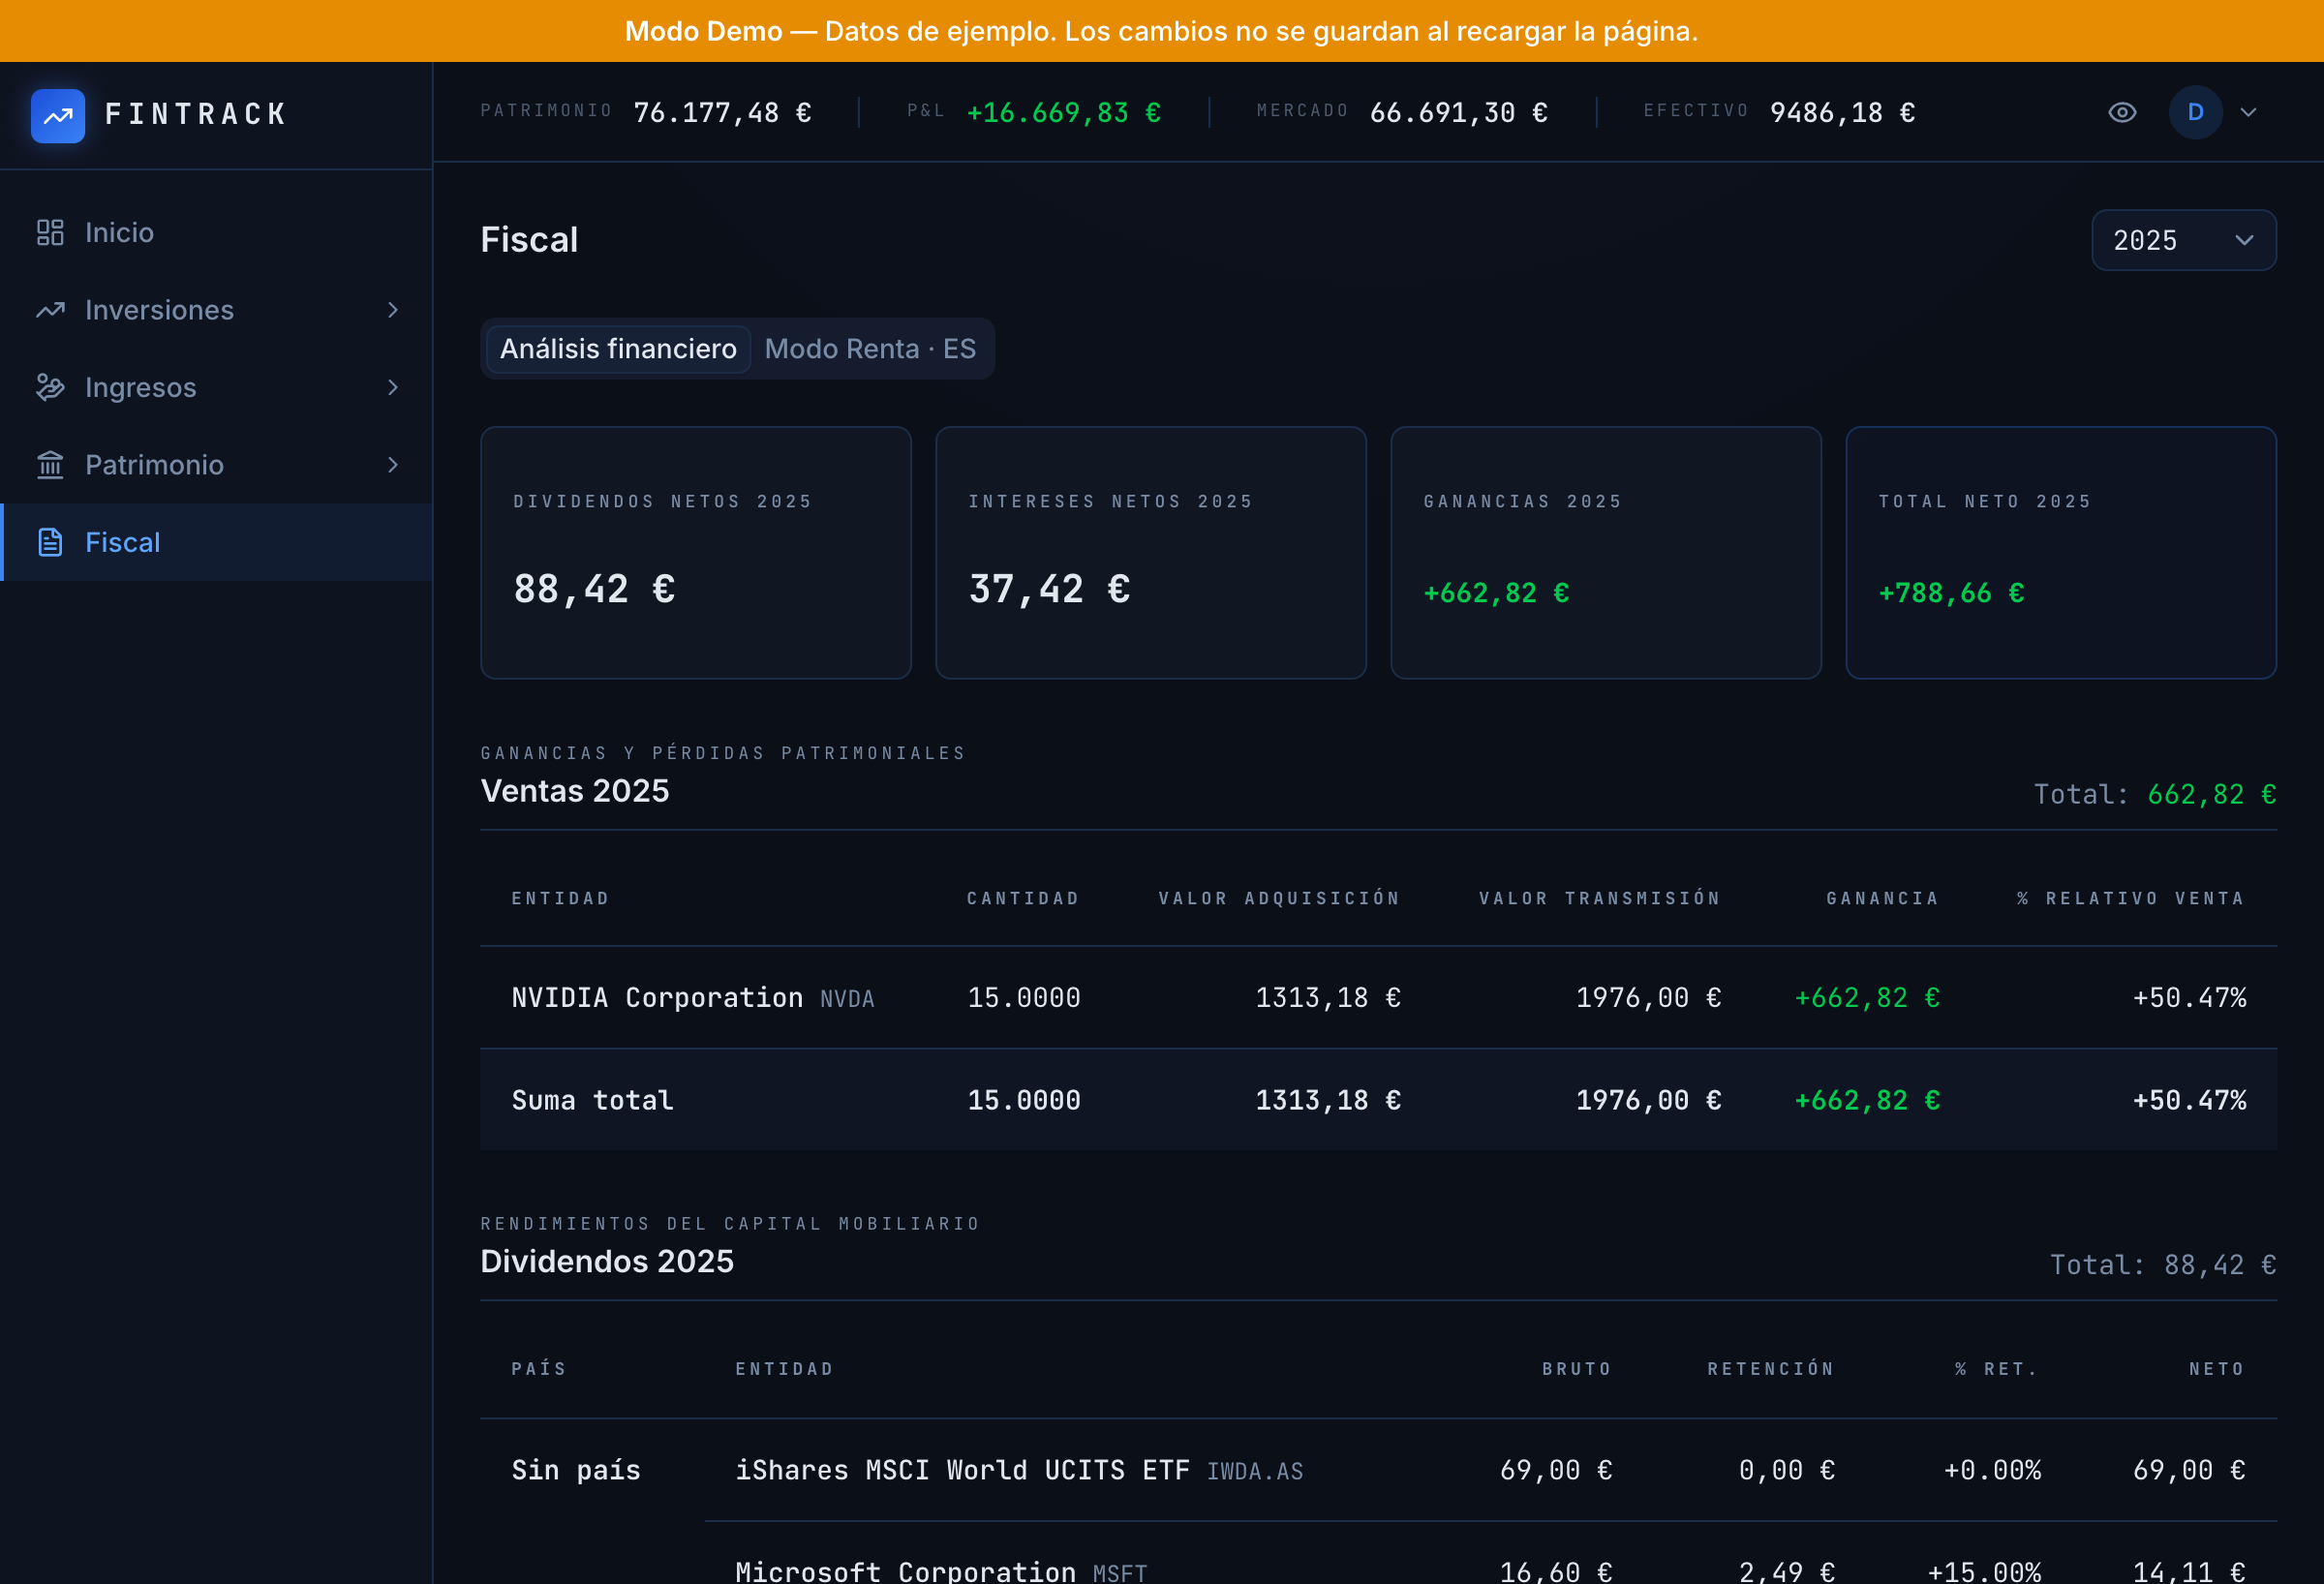 Modo Demo — Datos de ejemplo. Los cambios no se guardan al recargar la página.
FINTRACK
PATRIMONIO 76.177,48 € P&L +16.669,83 € MERCADO 66.691,30 € EFECTIVO 9486,18 € D
Inicio
Inversiones
Ingresos
Patrimonio
Fiscal
Fiscal 2025
Análisis financiero Modo Renta · ES
DIVIDENDOS NETOS 2025
88,42 €
INTERESES NETOS 2025
37,42 €
GANANCIAS 2025
+662,82 €
TOTAL NETO 2025
+788,66 €
GANANCIAS Y PÉRDIDAS PATRIMONIALES
Ventas 2025 Total: 662,82 €
ENTIDAD CANTIDAD VALOR ADQUISICIÓN VALOR TRANSMISIÓN GANANCIA % RELATIVO VENTA
NVIDIA Corporation NVDA 15.0000 1313,18 € 1976,00 € +662,82 € +50.47%
Suma total 15.0000 1313,18 € 1976,00 € +662,82 € +50.47%
RENDIMIENTOS DEL CAPITAL MOBILIARIO
Dividendos 2025 Total: 88,42 €
PAÍS ENTIDAD BRUTO RETENCIÓN % RET. NETO
Sin país iShares MSCI World UCITS ETF IWDA.AS 69,00 € 0,00 € +0.00% 69,00 €
Microsoft Corporation MSFT 16,60 € 2,49 € +15.00% 14,11 €